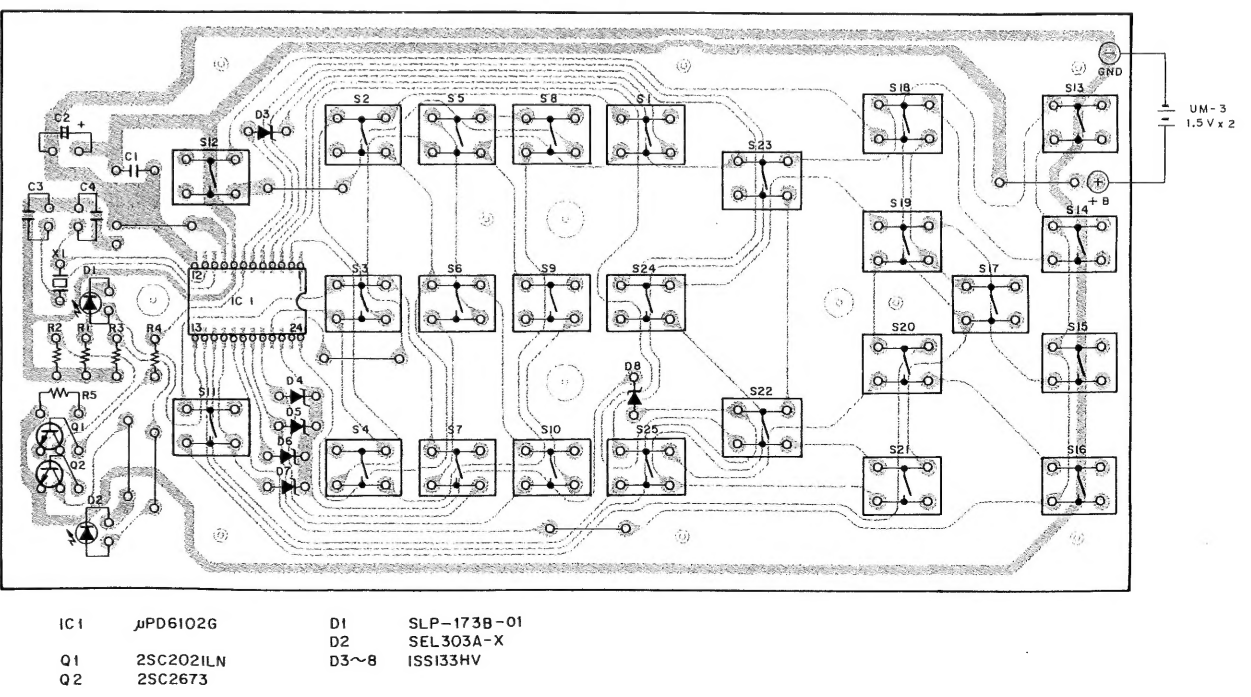 GND
UM-3
1.5V x 2
+B
C2
+
C1
C3
C4
X1
D1
R2
R1
R3
R4
R5
Q1
Q2
D2
S12
D3
S2
S5
S8
S1
S23
S18
S13
S19
S14
12
IC 1
13
24
S3
S6
S9
S24
S17
S20
S15
D8
S11
D4
D5
D6
D7
S4
S7
S10
S25
S22
S21
S16
IC1 μPD6102G D1 SLP-173B-01
D2 SEL303A-X
Q1 2SC2021LN D3~8 ISS133HV
Q2 2SC2673